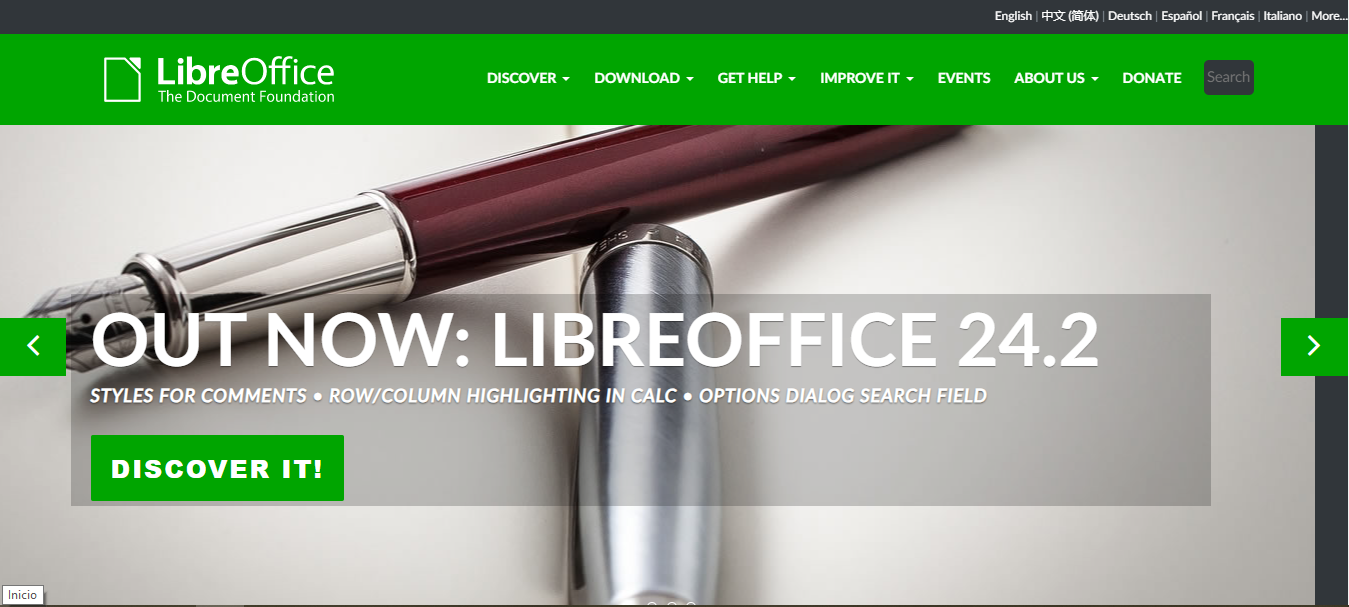 English | 中文 (简体) | Deutsch | Español | Français | Italiano | More...
LibreOffice
The Document Foundation
DISCOVER DOWNLOAD GET HELP IMPROVE IT EVENTS ABOUT US DONATE Search
OUT NOW: LIBREOFFICE 24.2
STYLES FOR COMMENTS • ROW/COLUMN HIGHLIGHTING IN CALC • OPTIONS DIALOG SEARCH FIELD
DISCOVER IT!
Inicio